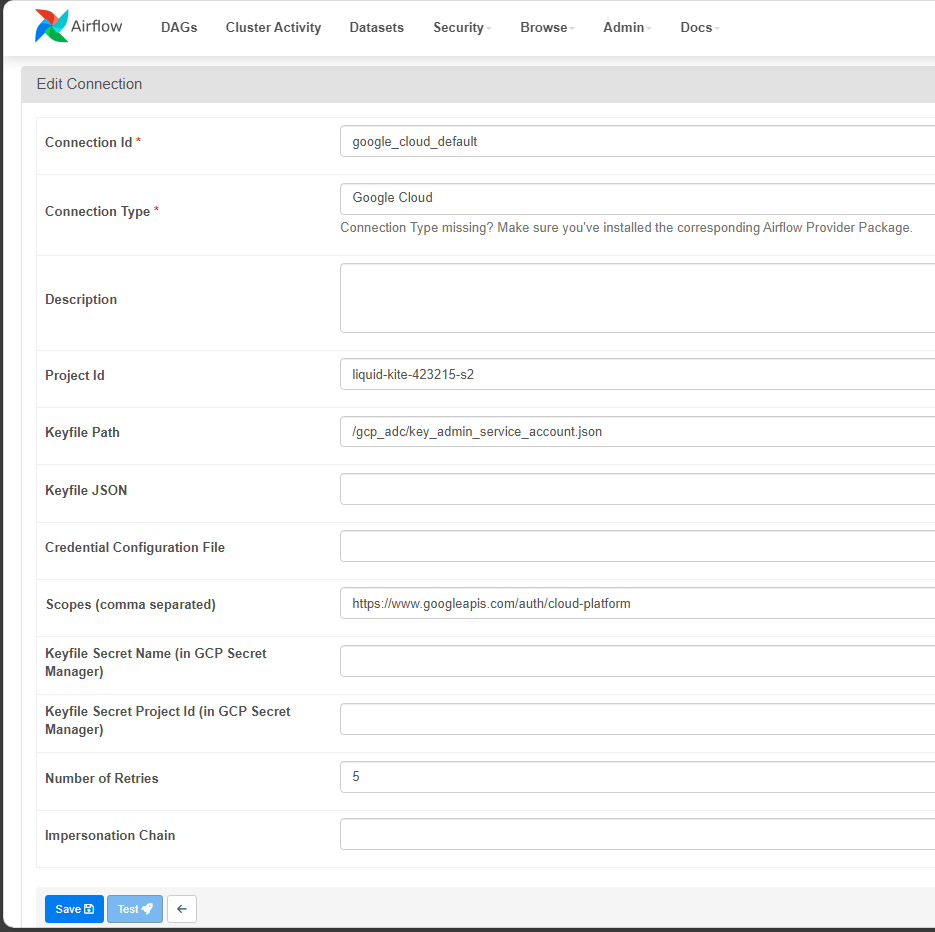 Airflow DAGs Cluster Activity Datasets Security Browse Admin Docs
Edit Connection
Connection Id * google_cloud_default
Connection Type * Google Cloud
Connection Type missing? Make sure you've installed the corresponding Airflow Provider Package.
Description
Project Id liquid-kite-423215-s2
Keyfile Path /gcp_adc/key_admin_service_account.json
Keyfile JSON
Credential Configuration File
Scopes (comma separated) https://www.googleapis.com/auth/cloud-platform
Keyfile Secret Name (in GCP Secret
Manager)
Keyfile Secret Project Id (in GCP Secret
Manager)
Number of Retries 5
Impersonation Chain
Save Test